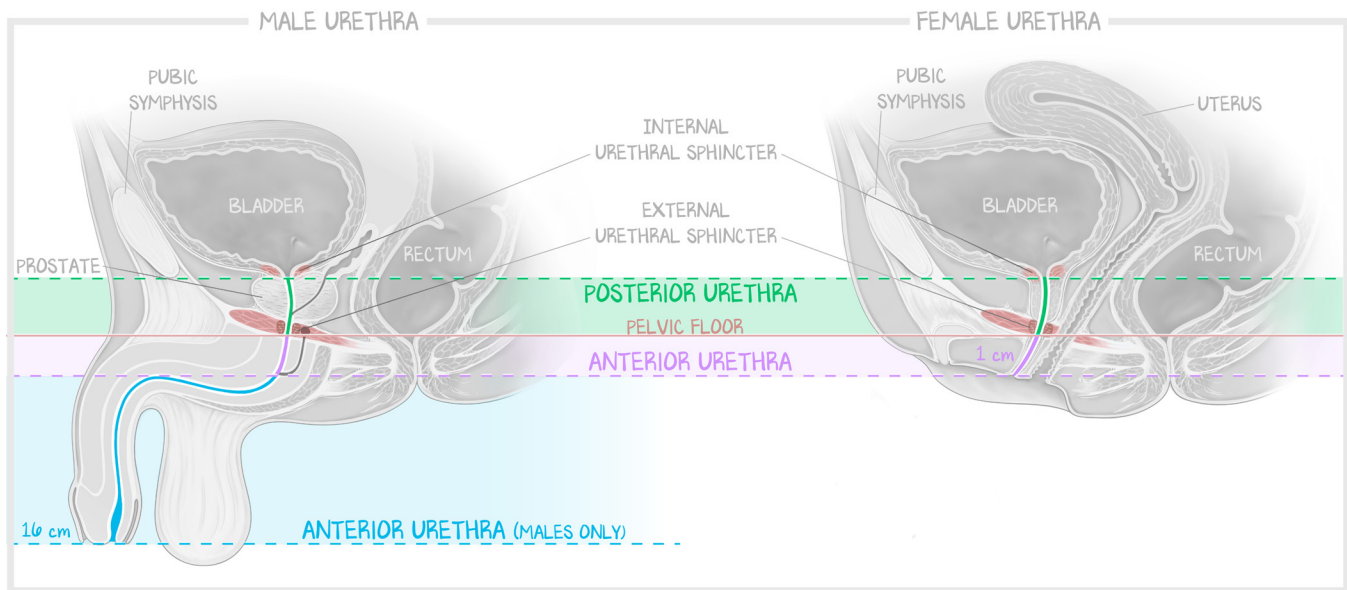 MALE URETHRA
FEMALE URETHRA
PUBIC
SYMPHYSIS
INTERNAL
URETHRAL SPHINCTER
PUBIC
SYMPHYSIS
UTERUS
BLADDER
EXTERNAL
URETHRAL SPHINCTER
BLADDER
PROSTATE
RECTUM
RECTUM
POSTERIOR URETHRA
PELVIC FLOOR
ANTERIOR URETHRA
1 cm
16 cm
ANTERIOR URETHRA (MALES ONLY)